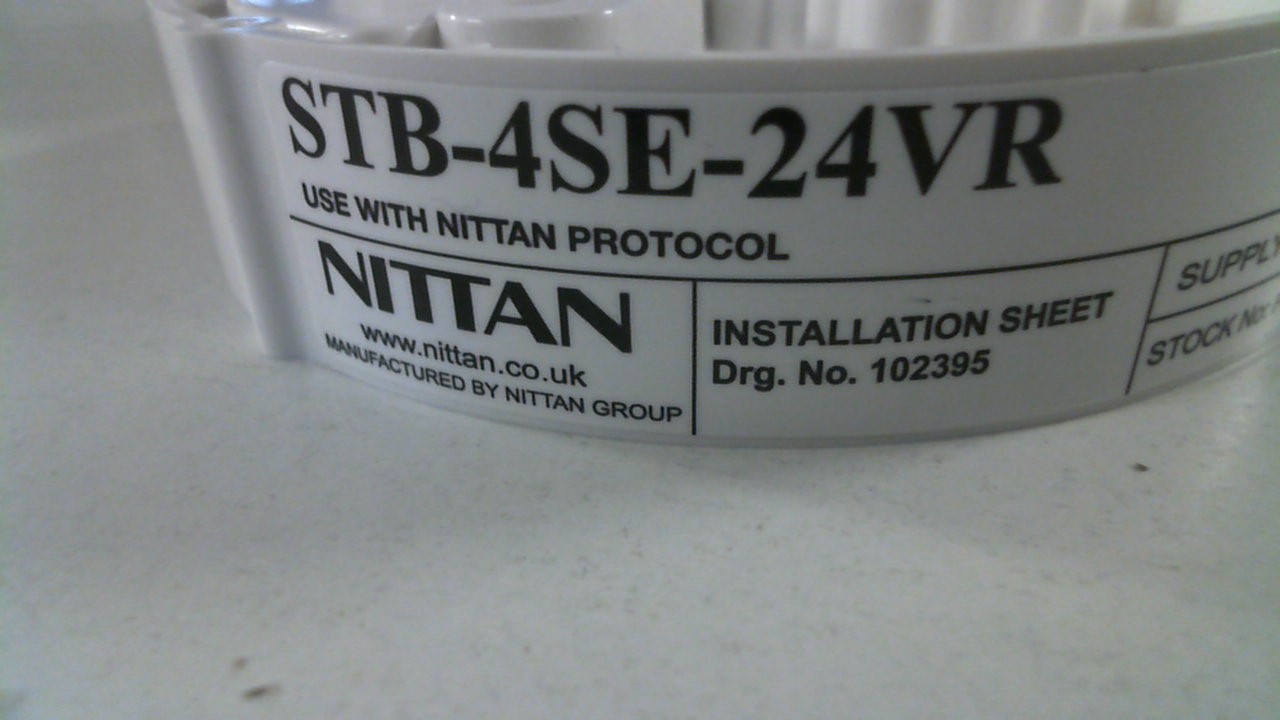 STB-4SE-24VR
USE WITH NITTAN PROTOCOL
NITTAN
www.nittan.co.uk
MANUFACTURED BY NITTAN GROUP
INSTALLATION SHEET
Drg. No. 102395
SUPPLY
STOCK No: